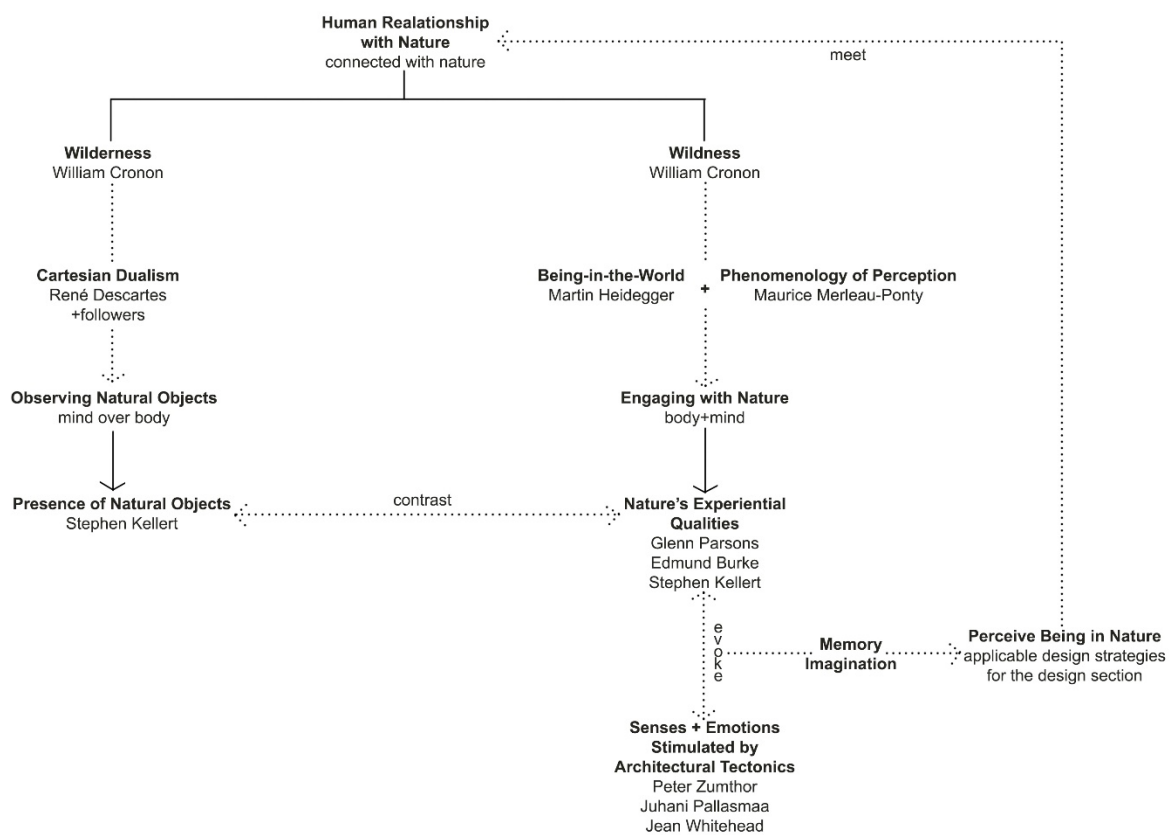 Human Realationship
with Nature
connected with nature
meet
Wilderness
William Cronon
Wildness
William Cronon
Cartesian Dualism
René Descartes
+followers
Being-in-the-World
Martin Heidegger
+
Phenomenology of Perception
Maurice Merleau-Ponty
Observing Natural Objects
mind over body
Engaging with Nature
body+mind
Presence of Natural Objects
Stephen Kellert
contrast
Nature’s Experiential
Qualities
Glenn Parsons
Edmund Burke
Stephen Kellert
evoke
Memory
Imagination
Perceive Being in Nature
applicable design strategies
for the design section
Senses + Emotions
Stimulated by
Architectural Tectonics
Peter Zumthor
Juhani Pallasmaa
Jean Whitehead